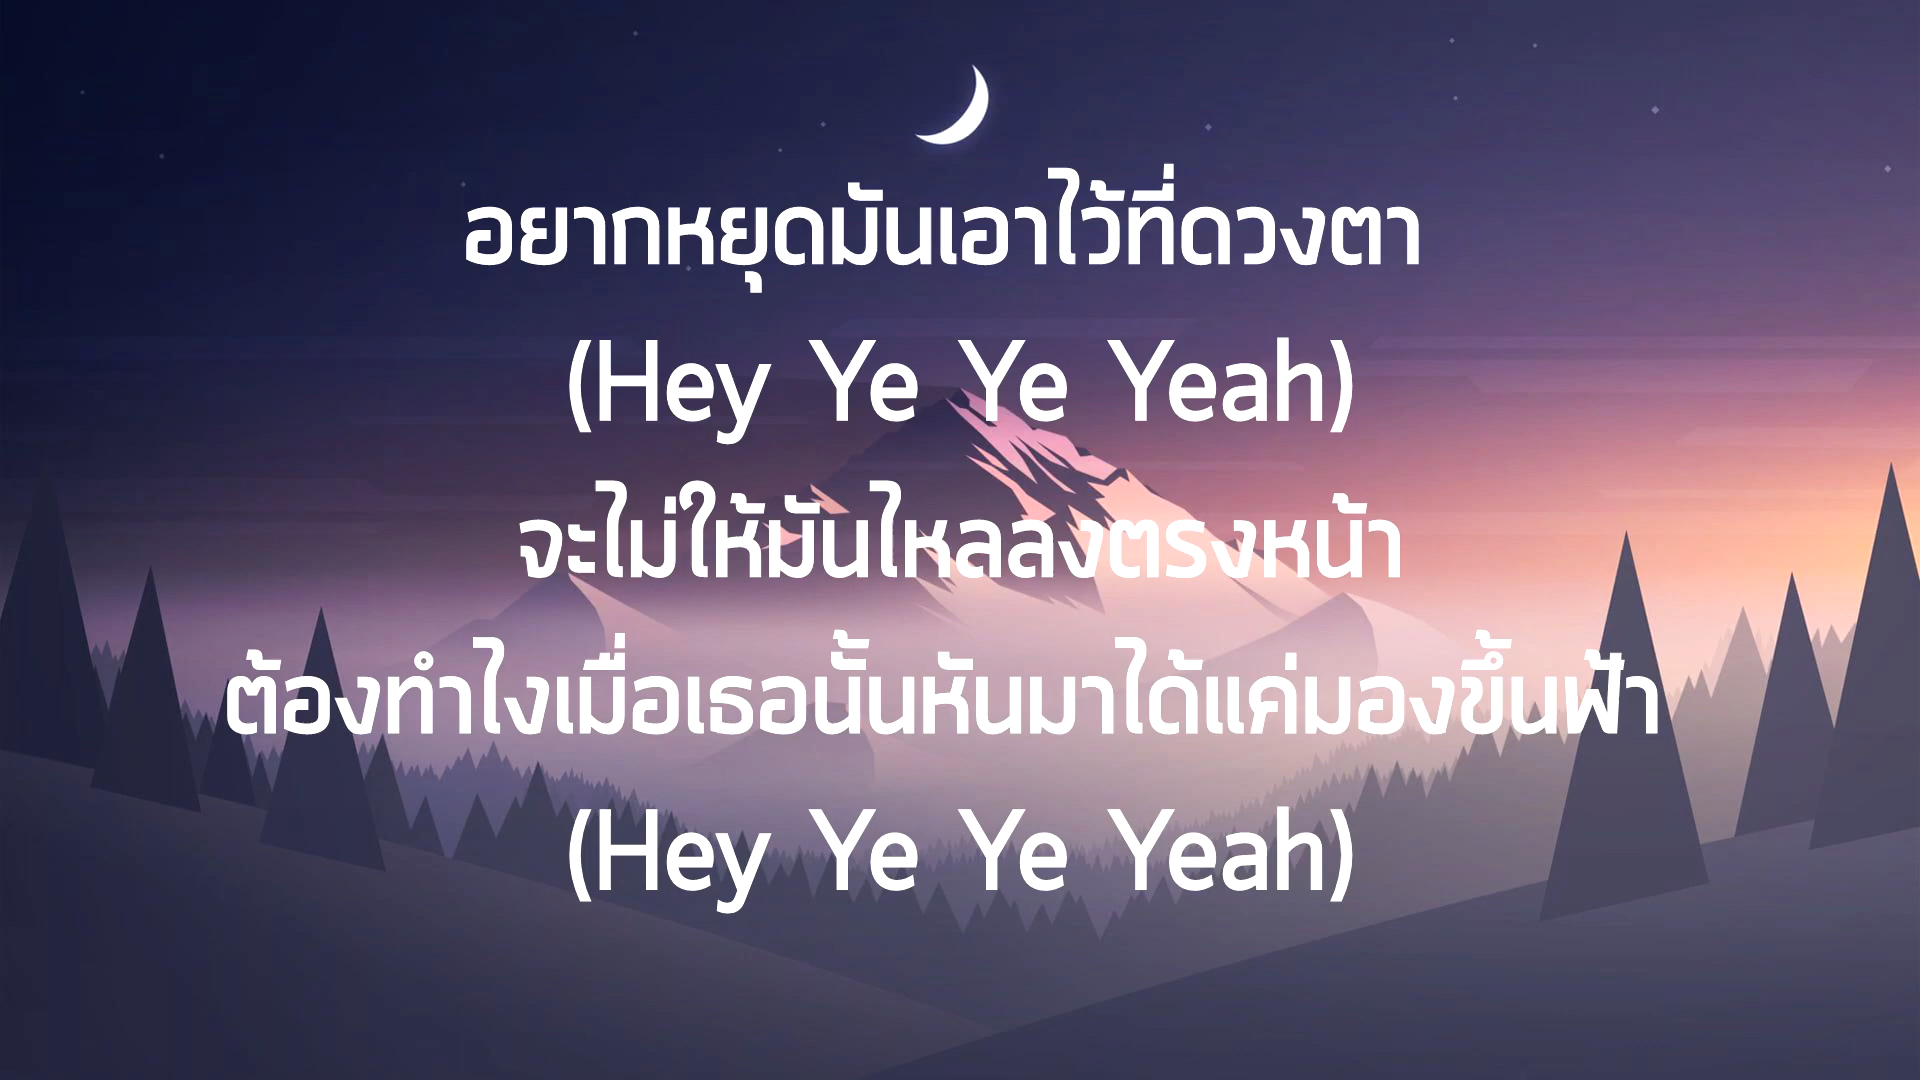 อยากหยุดมันเอาไว้ที่ดวงตา
(Hey Ye Ye Yeah)
จะไม่ให้มันไหลลงตรงหน้า
ต้องทำไงเมื่อเธอนั้นหันมาได้แค่มองขึ้นฟ้า
(Hey Ye Ye Yeah)